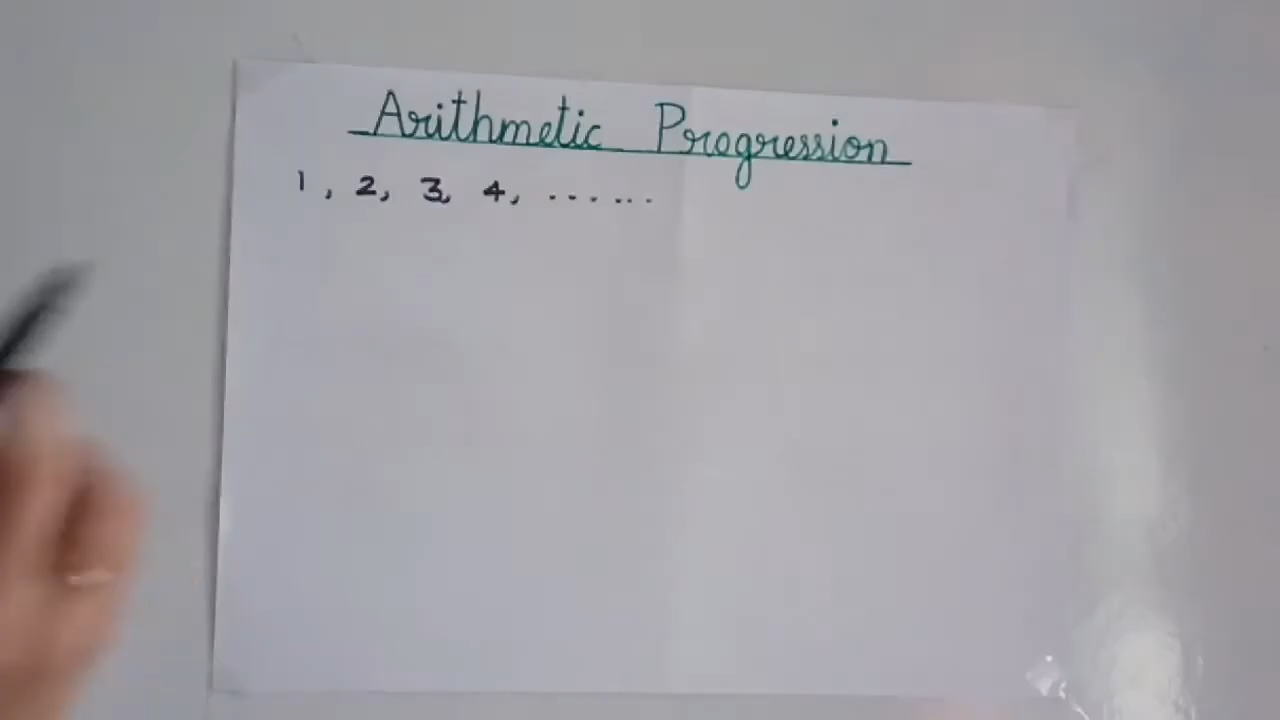 Arithmetic Progression
1, 2, 3, 4, ......